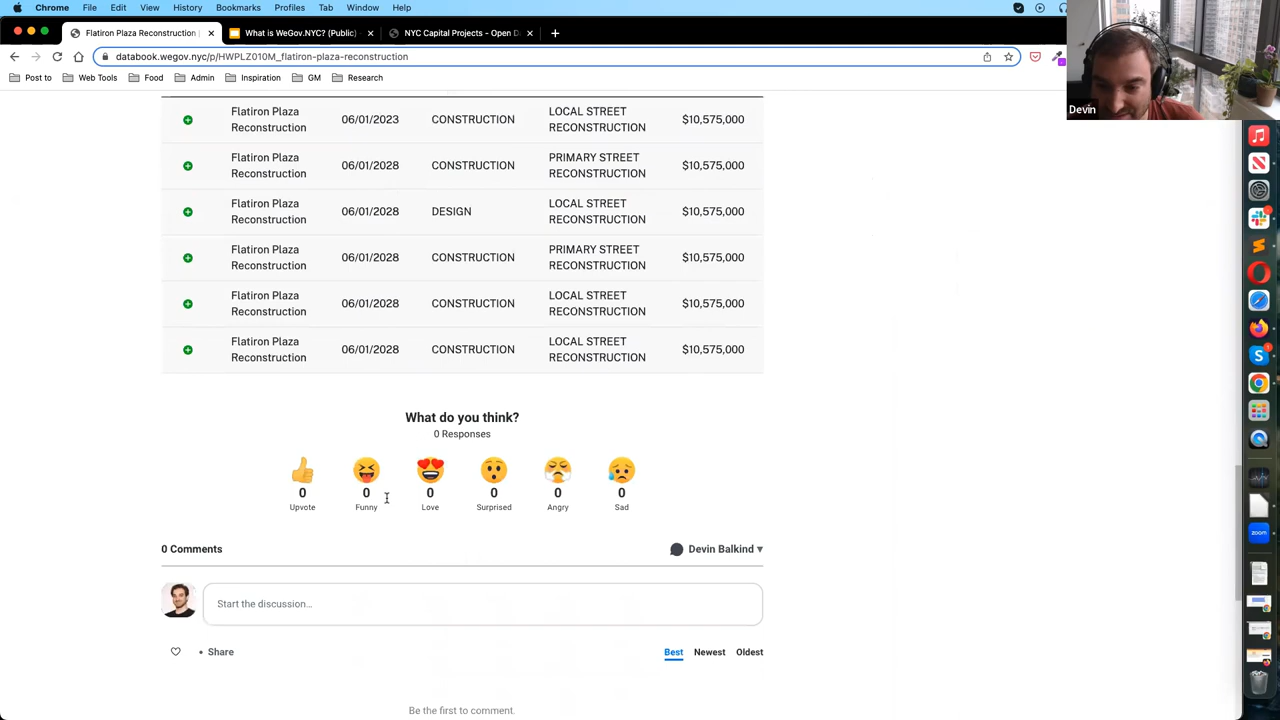 Chrome File Edit View History Bookmarks Profiles Tab Window Help
Flatiron Plaza Reconstruction
What is WeGov.NYC? (Public)
NYC Capital Projects - Open D
databook.wegov.nyc/p/HWPLZ010M_flatiron-plaza-reconstruction
Post to Web Tools Food Admin Inspiration GM Research
Devin
Flatiron Plaza
Reconstruction
06/01/2023
CONSTRUCTION
LOCAL STREET
RECONSTRUCTION
$10,575,000
Flatiron Plaza
Reconstruction
06/01/2028
CONSTRUCTION
PRIMARY STREET
RECONSTRUCTION
$10,575,000
Flatiron Plaza
Reconstruction
06/01/2028
DESIGN
LOCAL STREET
RECONSTRUCTION
$10,575,000
Flatiron Plaza
Reconstruction
06/01/2028
CONSTRUCTION
PRIMARY STREET
RECONSTRUCTION
$10,575,000
Flatiron Plaza
Reconstruction
06/01/2028
CONSTRUCTION
LOCAL STREET
RECONSTRUCTION
$10,575,000
Flatiron Plaza
Reconstruction
06/01/2028
CONSTRUCTION
LOCAL STREET
RECONSTRUCTION
$10,575,000
What do you think?
0 Responses
0 0 0 0 0 0
Upvote Funny Love Surprised Angry Sad
0 Comments
Devin Balkind
Start the discussion...
• Share
Best Newest Oldest
Be the first to comment.
zoom